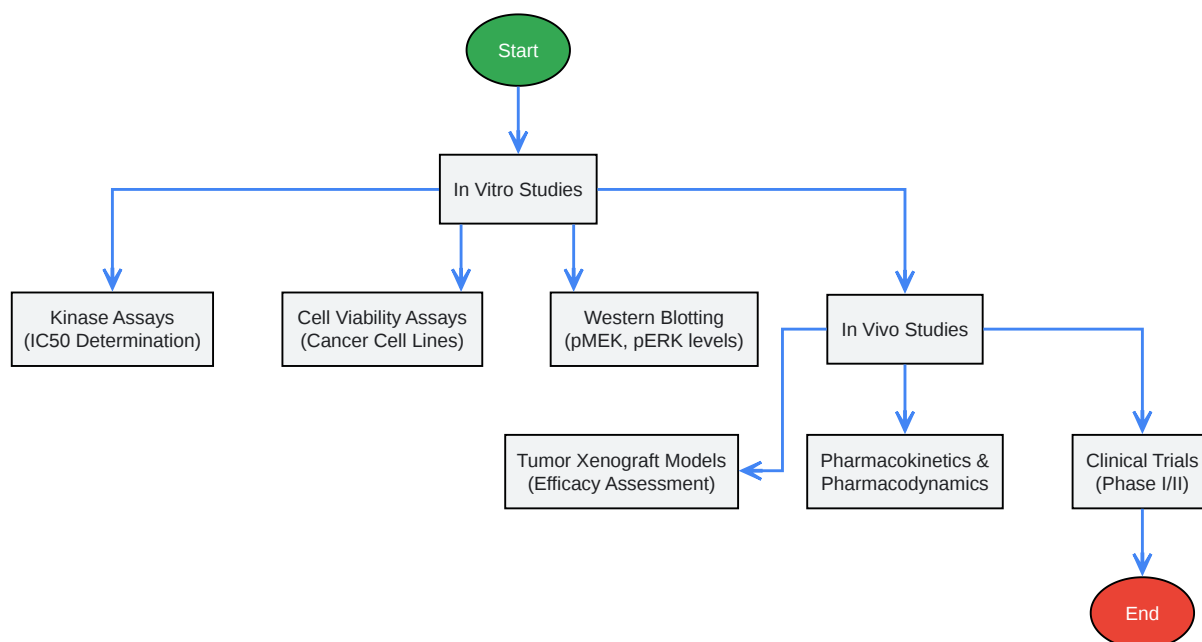 Start
In Vitro Studies
Kinase Assays
(IC50 Determination)
Cell Viability Assays
(Cancer Cell Lines)
Western Blotting
(pMEK, pERK levels)
In Vivo Studies
Tumor Xenograft Models
(Efficacy Assessment)
Pharmacokinetics &
Pharmacodynamics
Clinical Trials
(Phase I/II)
End